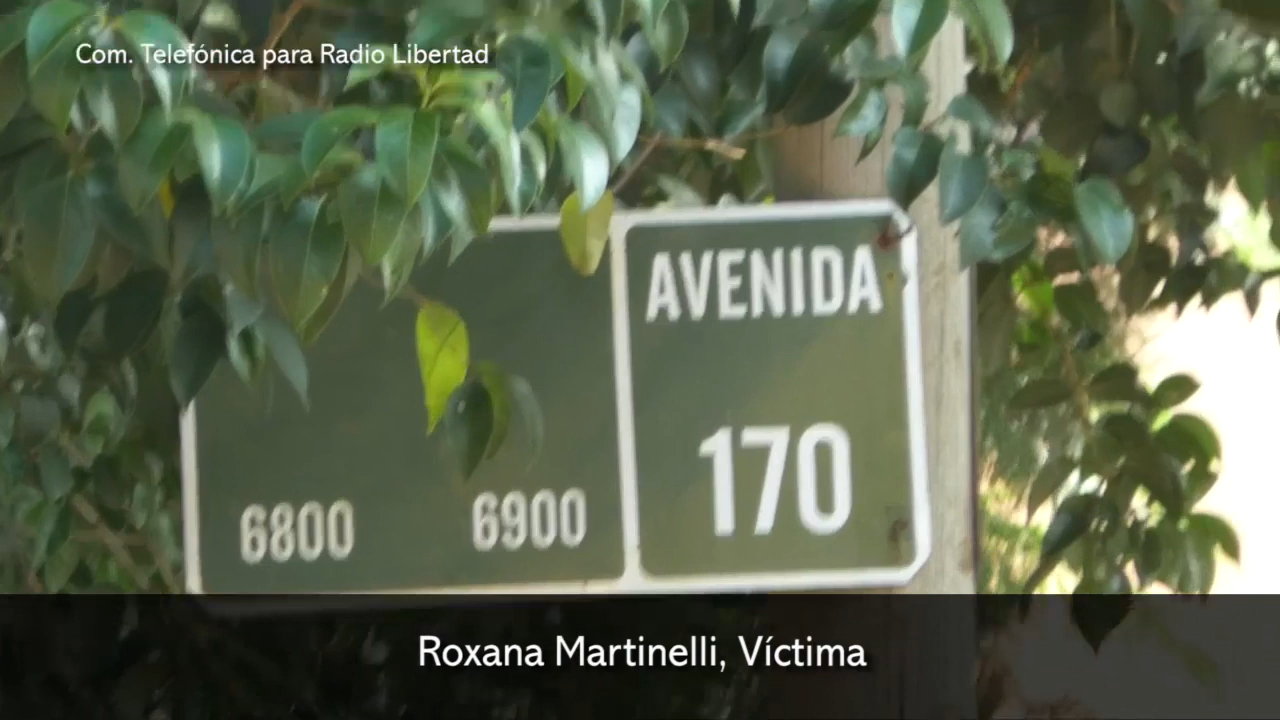 Com. Telefónica para Radio Libertad
AVENIDA
170
6800 6900
Roxana Martinelli, Víctima